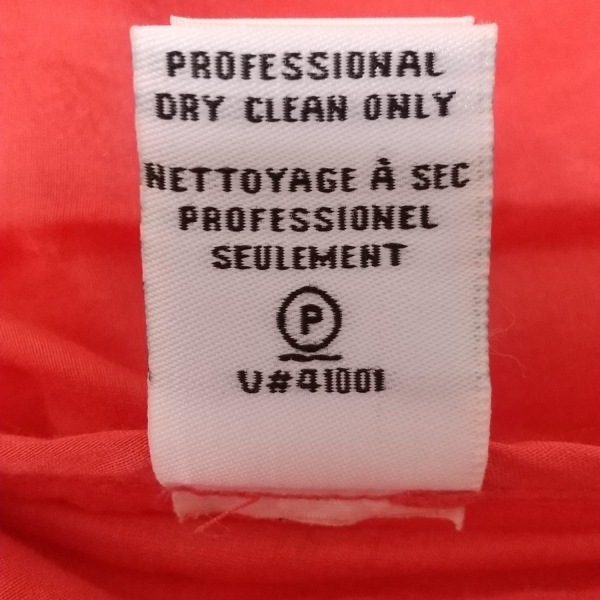 PROFESSIONAL
DRY CLEAN ONLY
NETTOYAGE À SEC
PROFESSIONEL
SEULEMENT
P
V#41001